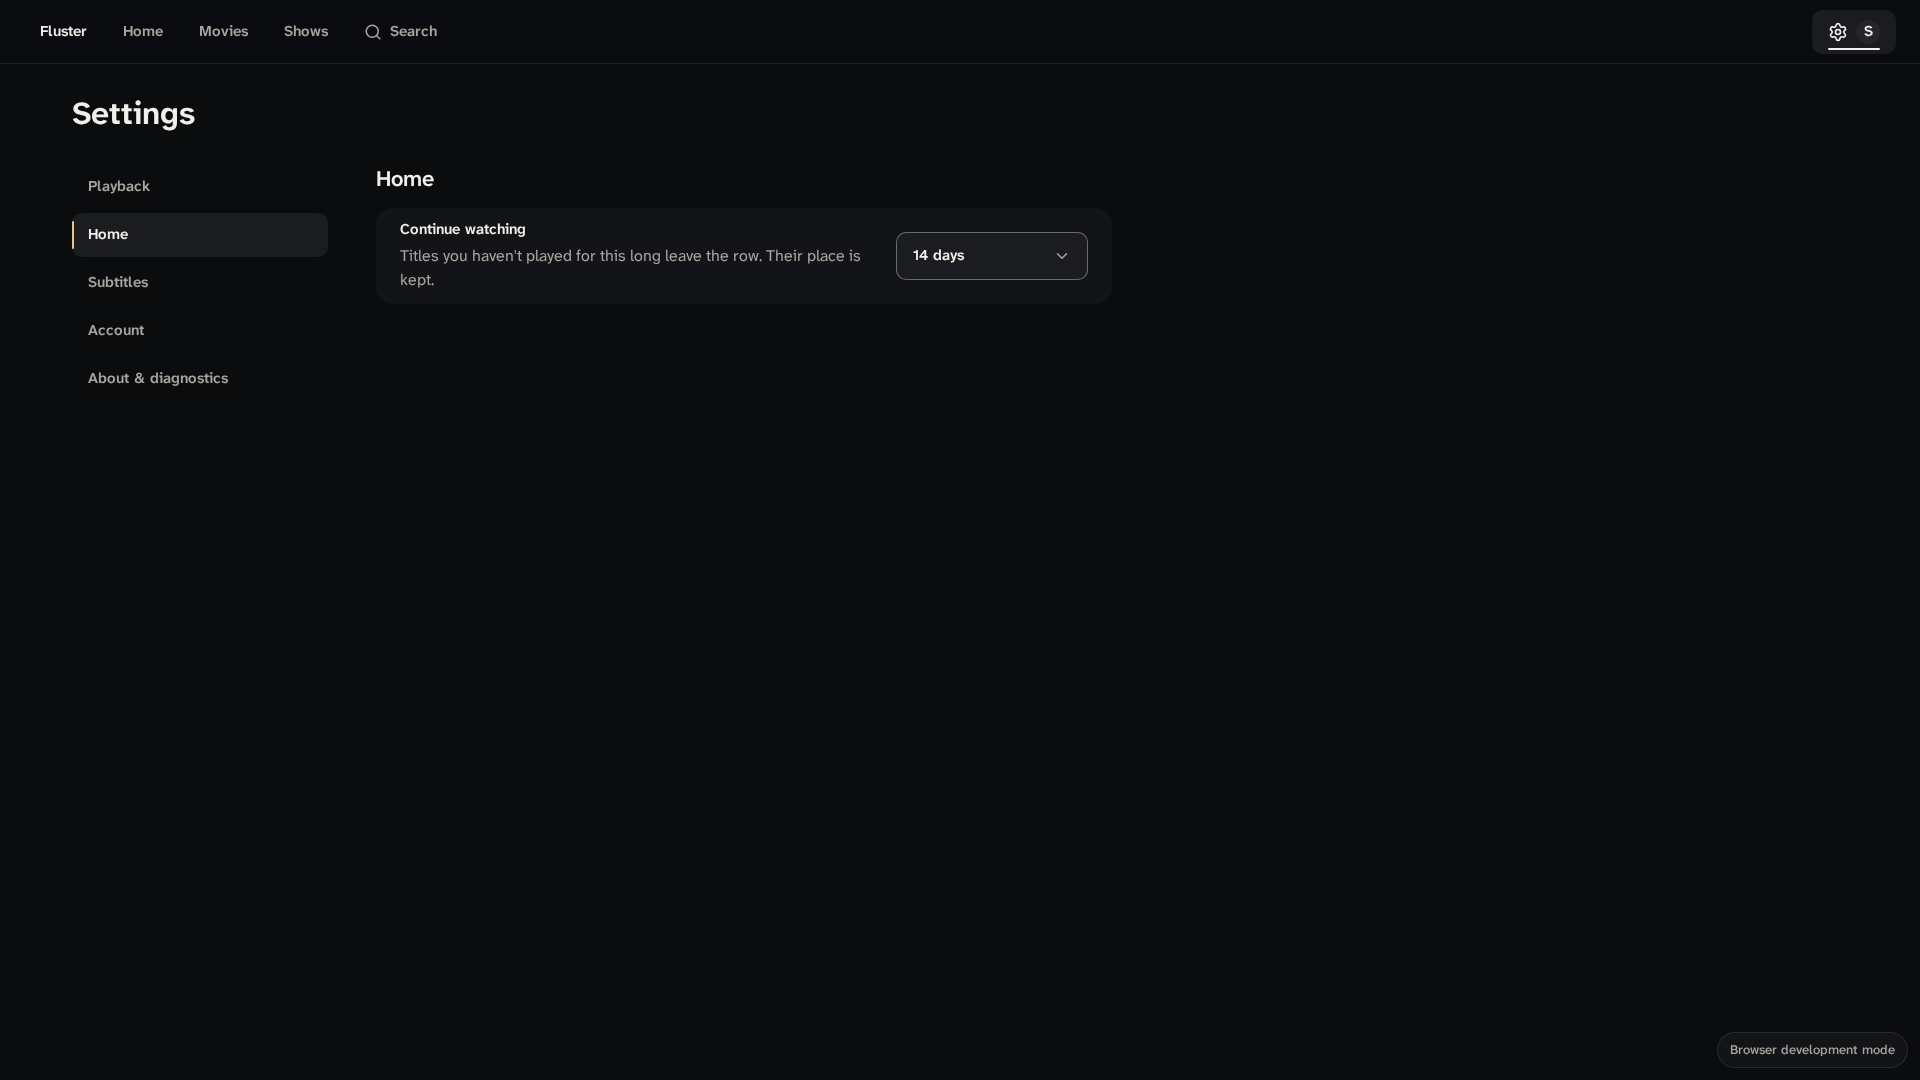 Fluster
Home
Movies
Shows
Search
S
Settings
Playback
Home
Subtitles
Account
About & diagnostics
Home
Continue watching
Titles you haven't played for this long leave the row. Their place is
kept.
14 days
Browser development mode